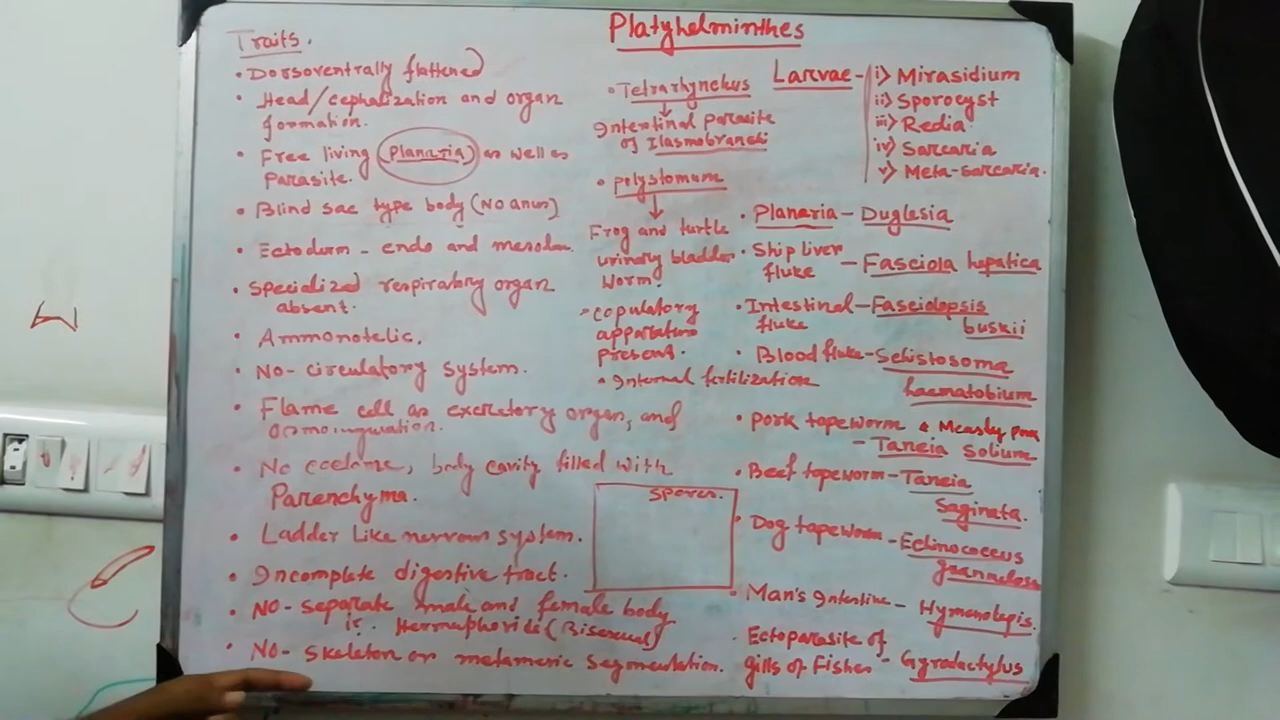 Platyhelminthes
Traits.
• Dorsoventrally flattened
• Head/cephalization and organ
formation.
• Free living (Planaria) as well as
Parasite.
• Blind sac type body (No anus)
• Ectoderm - endo and mesoderm.
• Specialized respiratory organ
absent.
• Ammonotelic.
• No- circulatory system.
• Flame cell as excretory organ, and
• No coelome, body cavity filled with
Parenchyma.
• Ladder like nervous system.
• Incomplete digestive tract.
• No- separate male and female body
(Bisexual)
• No- skeleton or metameric segmentation.
• Tetrarhynchus
↓
Intestinal parasite
of Elasmobranch
• polystomum
↓
Frog and turtle
urinary bladder
worm.
• copulatory
apparatus
present.
• Internal fertilization
Spores.
Larvae - i> Mirasidium
ii> Sporocyst
iii> Redia
iv> Sarcaria
v> Meta-sarcaria.
• Planaria - Duglesia
• Ship liver
fluke - Fasciola hepatica
• Intestinal - Fasciolopsis
fluke buskii
• Blood fluke - Schistosoma
haematobium
• Pork tapeworm & Measly pork
- Taneia Solium
• Beef tapeworm - Taneia
Saginata.
• Dog tapeworm - Echinococcus
• Man's Intestine - Hymenolepis.
• Ectoparasite of
gills of Fishes - Gyrodactylus